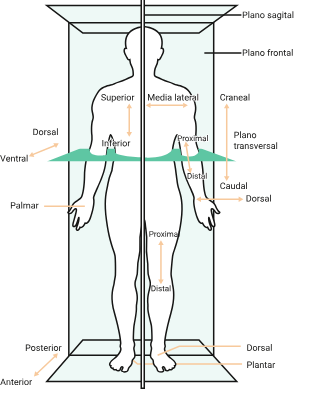 Plano sagital
Plano frontal
Superior
Media lateral
Craneal
Dorsal
Proximal
Plano
transversal
Inferior
Ventral
Distal
Caudal
Dorsal
Palmar
Proximal
Distal
Posterior
Dorsal
Plantar
Anterior